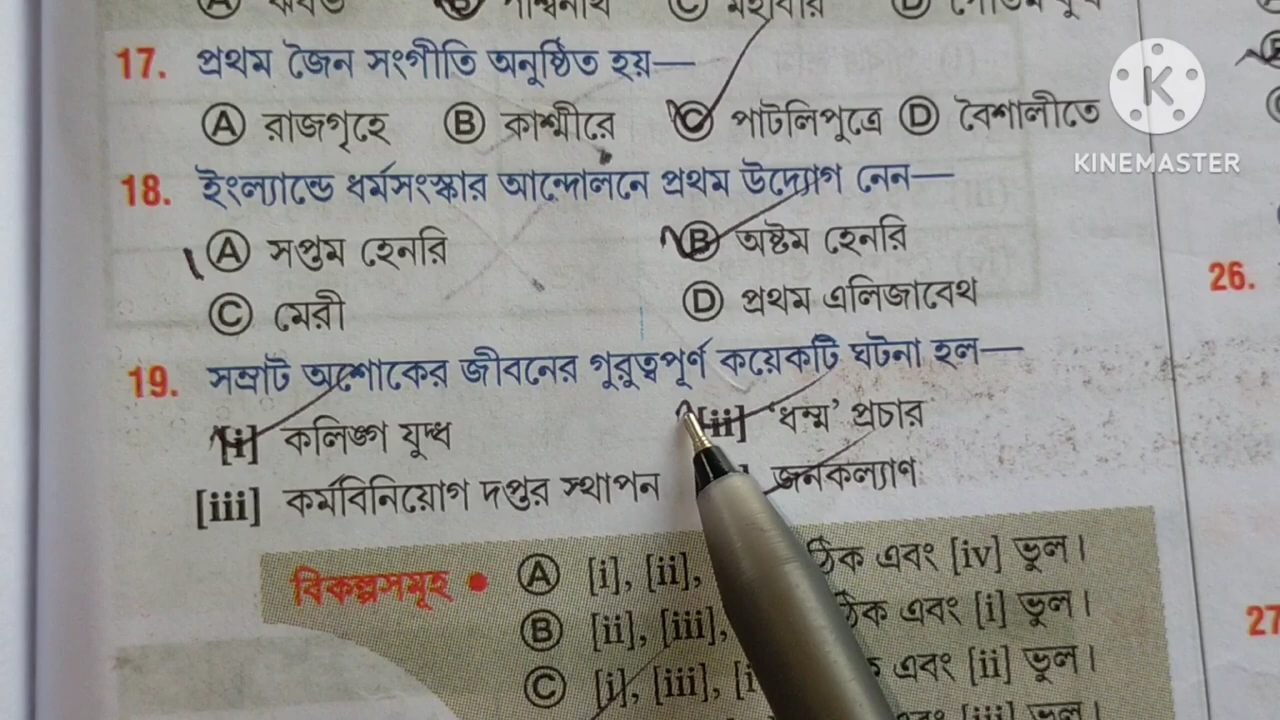 17. প্রথম জৈন সংগীতি অনুষ্ঠিত হয়—
Ⓐ রাজগৃহে Ⓑ কাশ্মীরে Ⓒ পাটলিপুত্রে Ⓓ বৈশালীতে
K
KINEMASTER
18. ইংল্যান্ডে ধর্মসংস্কার আন্দোলনে প্রথম উদ্যোগ নেন—
Ⓐ সপ্তম হেনরি Ⓑ অষ্টম হেনরি
Ⓒ মেরী Ⓓ প্রথম এলিজাবেথ
26.
19. সম্রাট অশোকের জীবনের গুরুত্বপূর্ণ কয়েকটি ঘটনা হল—
[i] কলিঙ্গ যুদ্ধ [ii] ‘ধম্ম’ প্রচার
[iii] কর্মবিনিয়োগ দপ্তর স্থাপন জনকল্যাণ
বিকল্পসমূহ • Ⓐ [i], [ii], ঠিক এবং [iv] ভুল।
Ⓑ [ii], [iii], এবং [i] ভুল।
27
Ⓒ [i], [iii], এবং [ii] ভুল।